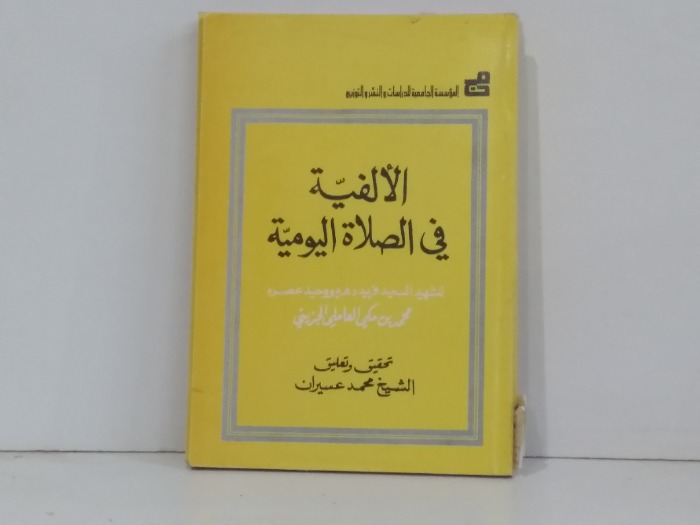 المؤسسة الجامعية للدراسات والنشر والتوزيع
الألفيّة
في الصلاة اليوميّة
للشهيد السعيد فريد دهره ووحيد عصره
محمد بن مكي العاملي الجزيني
تحقيق وتعليق
الشيخ محمد عسيران